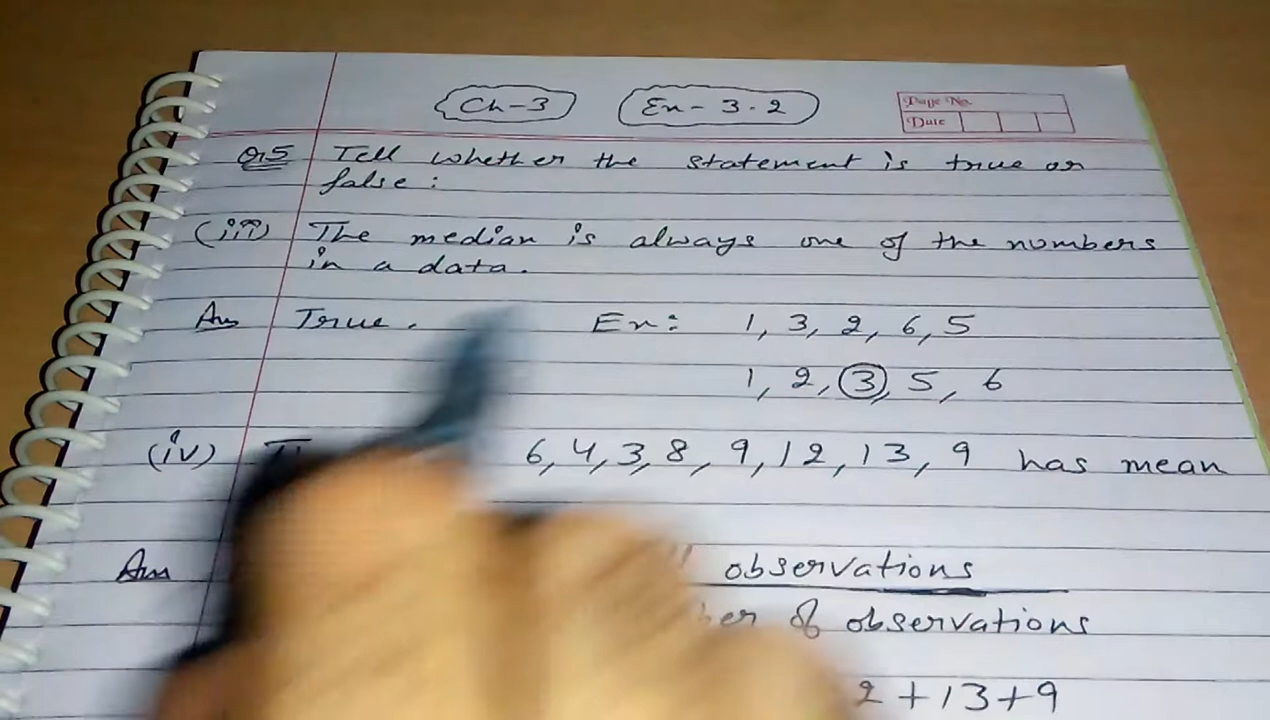 Ch-3 Ex-3.2
Page No.
Date
Q.5 Tell whether the statement is true or
false:
(iii) The median is always one of the numbers
in a data.
Ans True. Ex: 1, 3, 2, 6, 5
1, 2, 3, 5, 6
(iv) 6, 4, 3, 8, 9, 12, 13, 9 has mean
Ans observations
of observations
2+13+9